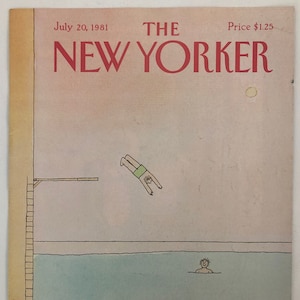 July 20, 1981
THE
Price $1.25
NEW YORKER